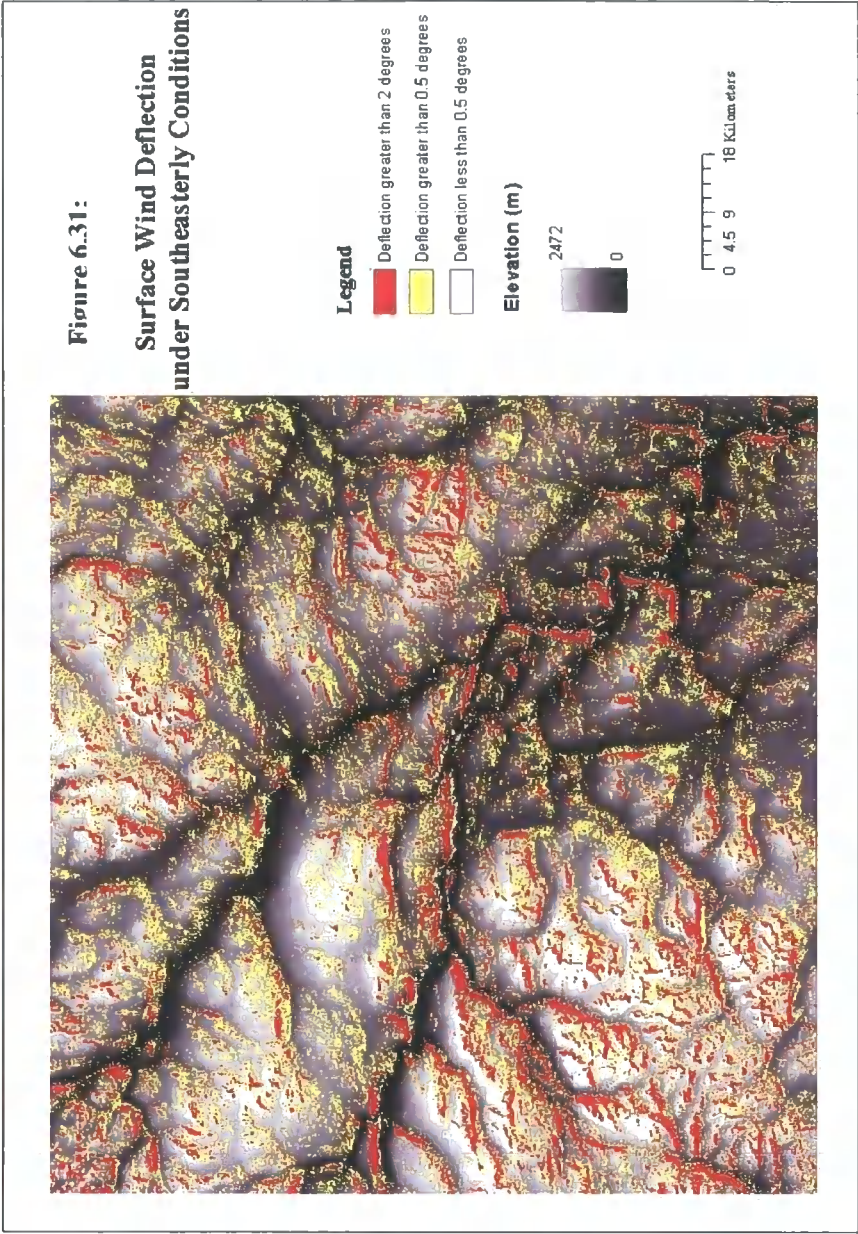 Figure 6.31:
Surface Wind Deflection
under Southeasterly Conditions
Legend
Deflection greater than 2 degrees
Deflection greater than 0.5 degrees
Deflection less than 0.5 degrees
Elevation (m)
2472
0
0 4.5 9 18 Kilometers